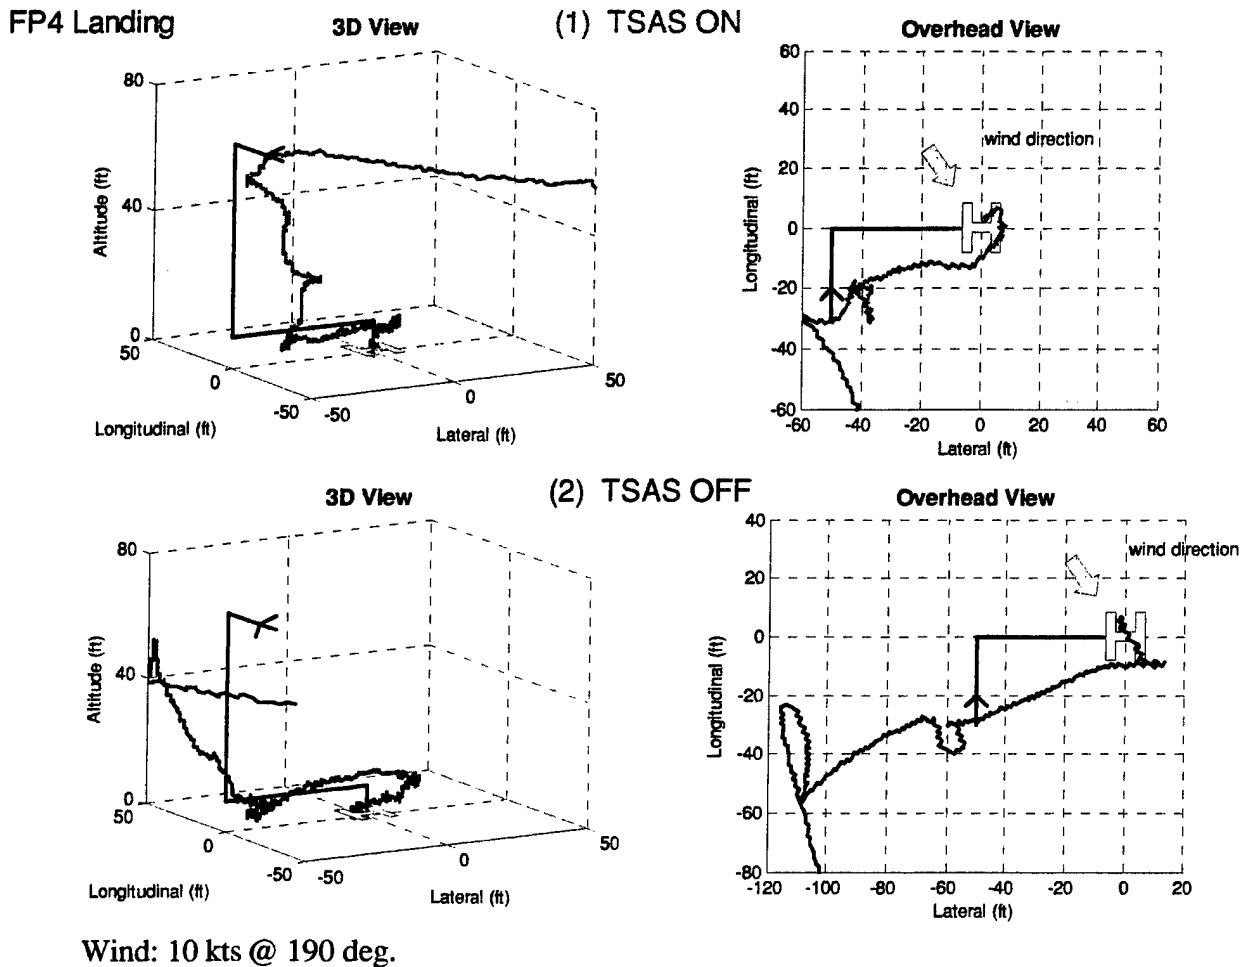 FP4 Landing
(1) TSAS ON
3D View
80
40
0
Altitude (ft)
50
0
-50
Longitudinal (ft)
-50
0
50
Lateral (ft)
Overhead View
60
40
20
0
-20
-40
-60
Longitudinal (ft)
wind direction
H
-60 -40 -20 0 20 40 60
Lateral (ft)
(2) TSAS OFF
3D View
80
40
0
Altitude (ft)
50
0
-50
Longitudinal (ft)
-50
0
50
Lateral (ft)
Overhead View
40
20
0
-20
-40
-60
-80
Longitudinal (ft)
wind direction
H
-120 -100 -80 -60 -40 -20 0 20
Lateral (ft)
Wind: 10 kts @ 190 deg.